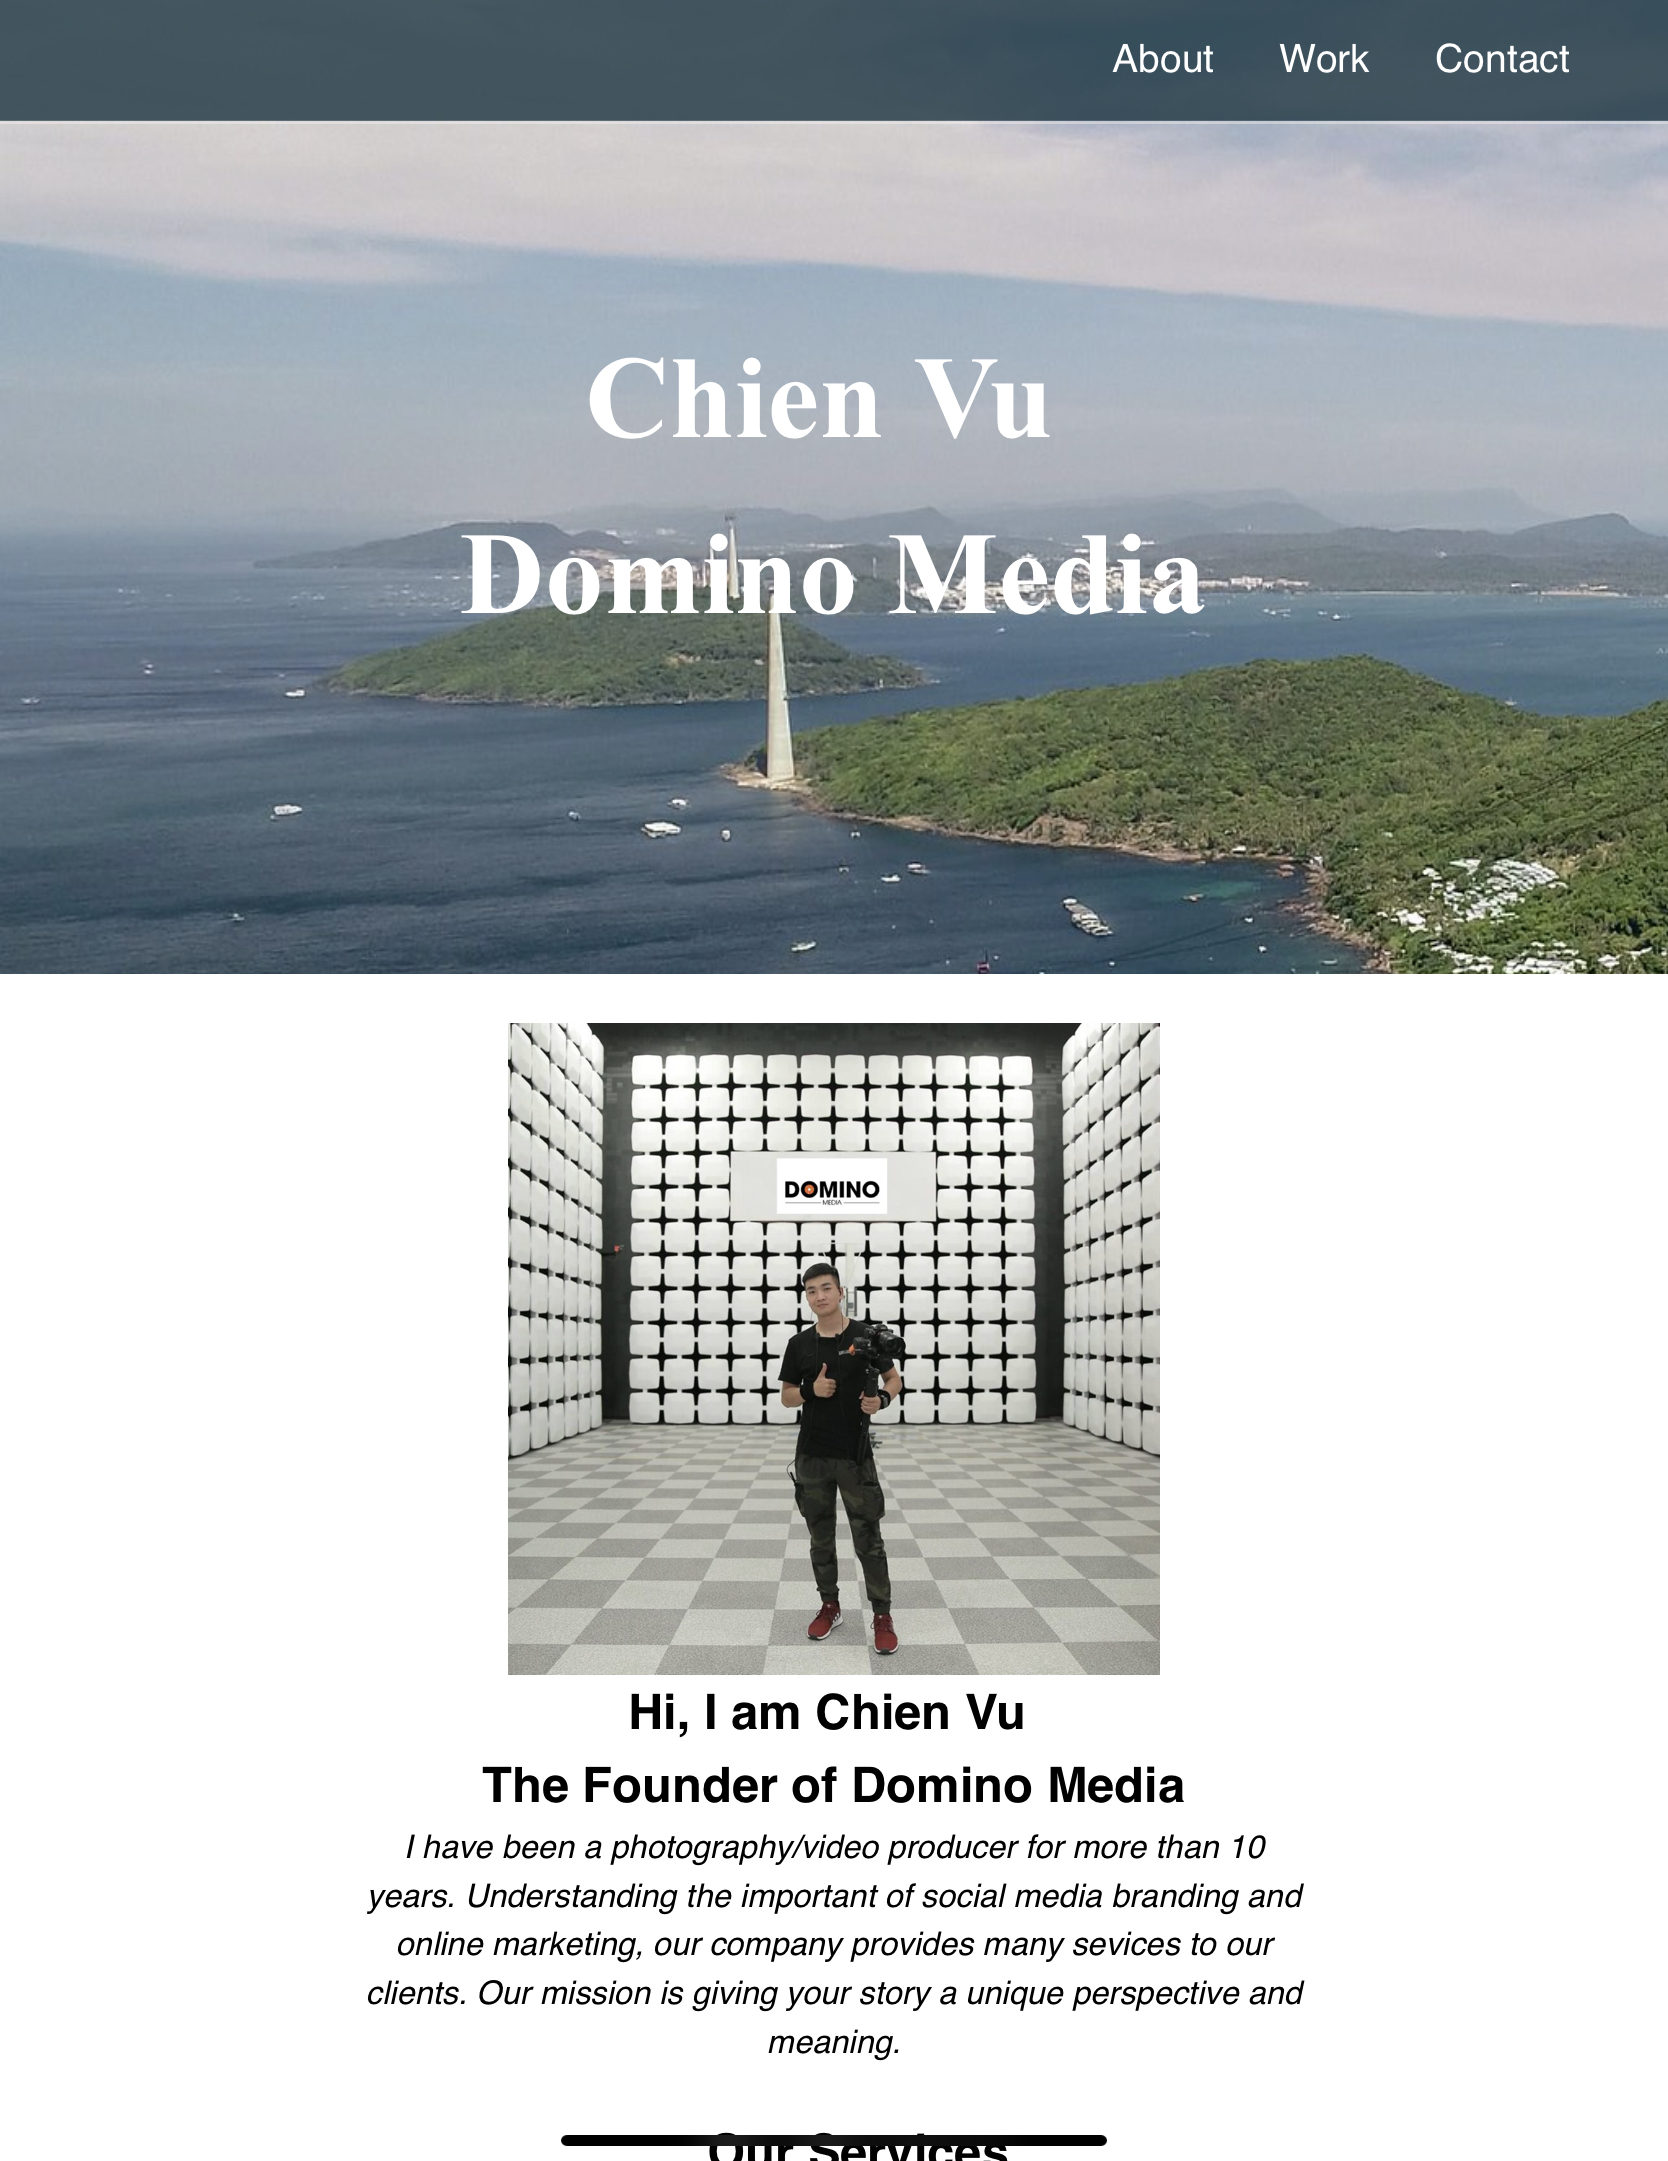 About Work Contact
Chien Vu
Domino Media
DOMINO
MEDIA
Hi, I am Chien Vu
The Founder of Domino Media
I have been a photography/video producer for more than 10
years. Understanding the important of social media branding and
online marketing, our company provides many sevices to our
clients. Our mission is giving your story a unique perspective and
meaning.
Our Services